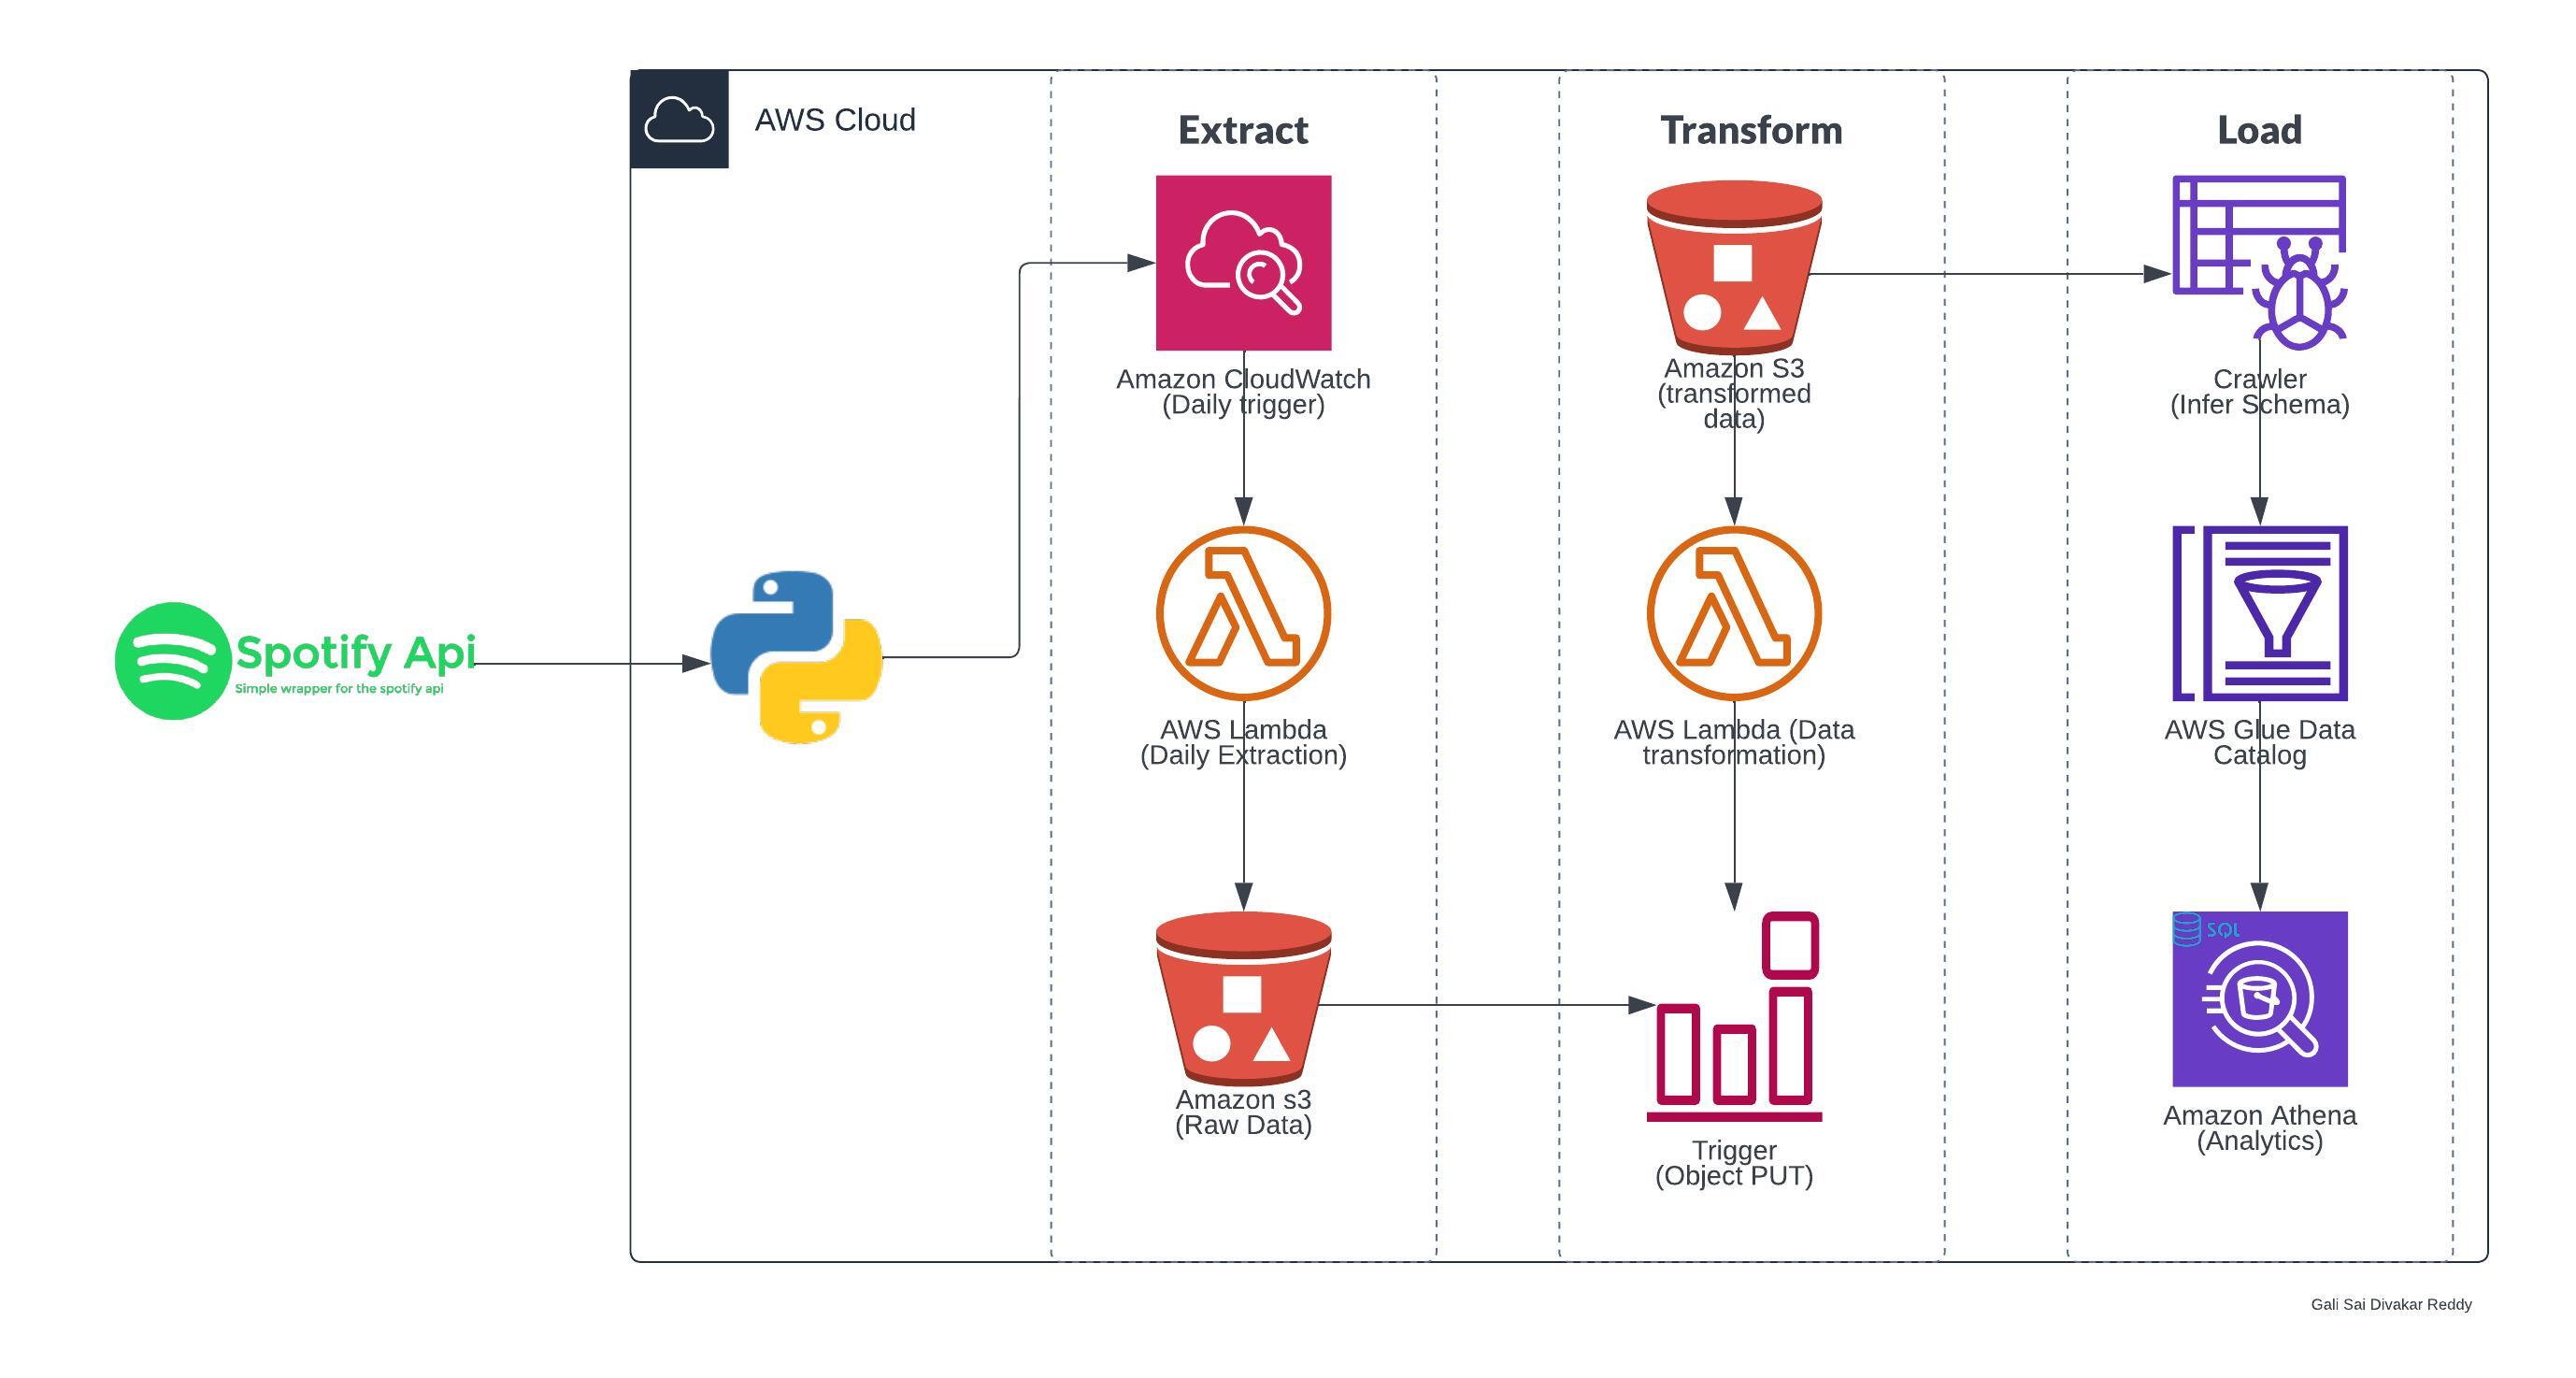 AWS Cloud
Spotify Api
Simple wrapper for the spotify api
Extract
Amazon CloudWatch
(Daily trigger)
AWS Lambda
(Daily Extraction)
Amazon s3
(Raw Data)
Transform
Amazon S3
(transformed
data)
AWS Lambda (Data
transformation)
Trigger
(Object PUT)
Load
Crawler
(Infer Schema)
AWS Glue Data
Catalog
SQL
Amazon Athena
(Analytics)
Gali Sai Divakar Reddy